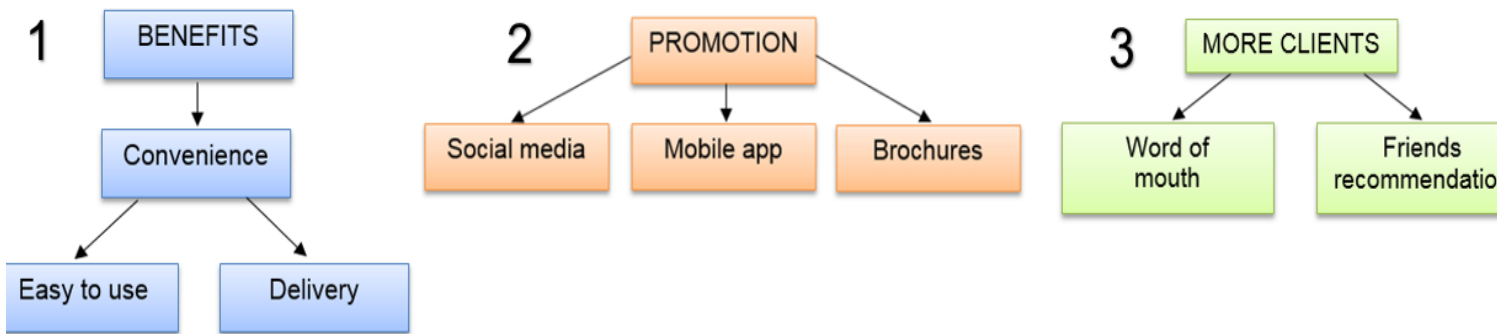 1
BENEFITS
Convenience
Easy to use
Delivery
2
PROMOTION
Social media
Mobile app
Brochures
3
MORE CLIENTS
Word of
mouth
Friends
recommendatio